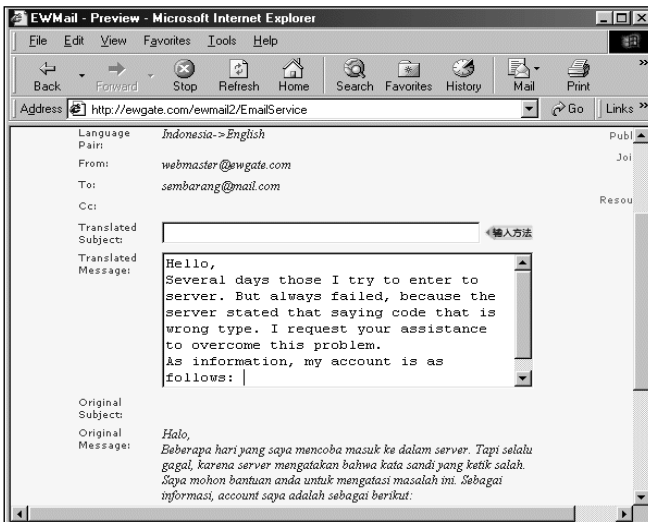 EWMail - Preview - Microsoft Internet Explorer
File Edit View Favorites Tools Help
Back Forward Stop Refresh Home Search Favorites History Mail Print
Address http://ewgate.com/ewmail2/EmailService Go Links
Language Pair: Indonesia->English
Publ
From: webmaster@ewgate.com
Joi
To: sembarang@mail.com
Cc:
Resou
Translated Subject: 输入方法
Translated Message:
Hello,
Several days those I try to enter to
server. But always failed, because the
server stated that saying code that is
wrong type. I request your assistance
to overcome this problem.
As information, my account is as
follows:
Original Subject:
Original Message:
Halo,
Beberapa hari yang saya mencoba masuk ke dalam server. Tapi selalu
gagal, karena server mengatakan bahwa kata sandi yang ketik salah.
Saya mohon bantuan anda untuk mengatasi masalah ini. Sebagai
informasi, account saya adalah sebagai berikut: